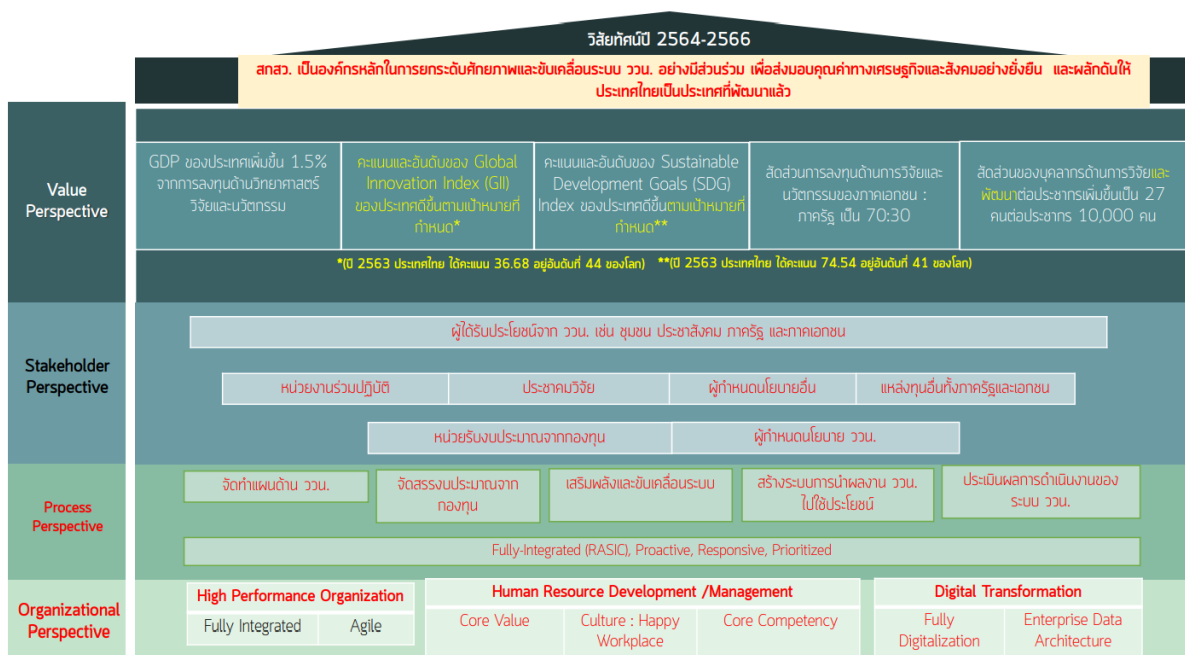 วิสัยทัศน์ปี 2564-2566
สกสว. เป็นองค์กรหลักในการยกระดับศักยภาพและขับเคลื่อนระบบ ววน. อย่างมีส่วนร่วม เพื่อส่งมอบคุณค่าทางเศรษฐกิจและสังคมอย่างยั่งยืน และผลักดันให้
ประเทศไทยเป็นประเทศที่พัฒนาแล้ว
Value
Perspective
GDP ของประเทศเพิ่มขึ้น 1.5%
จากการลงทุนด้านวิทยาศาสตร์
วิจัยและนวัตกรรม
คะแนนและอันดับของ Global
Innovation Index (GII)
ของประเทศดีขึ้นตามเป้าหมายที่
กำหนด*
คะแนนและอันดับของ Sustainable
Development Goals (SDG)
Index ของประเทศดีขึ้นตามเป้าหมายที่
กำหนด**
สัดส่วนการลงทุนด้านการวิจัยและ
นวัตกรรมของภาคเอกชน :
ภาครัฐ เป็น 70:30
สัดส่วนของบุคลากรด้านการวิจัยและ
พัฒนาต่อประชากรเพิ่มขึ้นเป็น 27
คนต่อประชากร 10,000 คน
*(ปี 2563 ประเทศไทย ได้คะแนน 36.68 อยู่อันดับที่ 44 ของโลก) **(ปี 2563 ประเทศไทย ได้คะแนน 74.54 อยู่อันดับที่ 41 ของโลก)
Stakeholder
Perspective
ผู้ได้รับประโยชน์จาก ววน. เช่น ชุมชน ประชาสังคม ภาครัฐ และภาคเอกชน
หน่วยงานร่วมปฏิบัติ
ประชาคมวิจัย
ผู้กำหนดนโยบายอื่น
แหล่งทุนอื่นทั้งภาครัฐและเอกชน
หน่วยรับงบประมาณจากกองทุน
ผู้กำหนดนโยบาย ววน.
Process
Perspective
จัดทำแผนด้าน ววน.
จัดสรรงบประมาณจาก
กองทุน
เสริมพลังและขับเคลื่อนระบบ
สร้างระบบการนำผลงาน ววน.
ไปใช้ประโยชน์
ประเมินผลการดำเนินงานของ
ระบบ ววน.
Fully-Integrated (RASIC), Proactive, Responsive, Prioritized
Organizational
Perspective
High Performance Organization
Fully Integrated
Agile
Human Resource Development /Management
Core Value
Culture : Happy
Workplace
Core Competency
Digital Transformation
Fully
Digitalization
Enterprise Data
Architecture